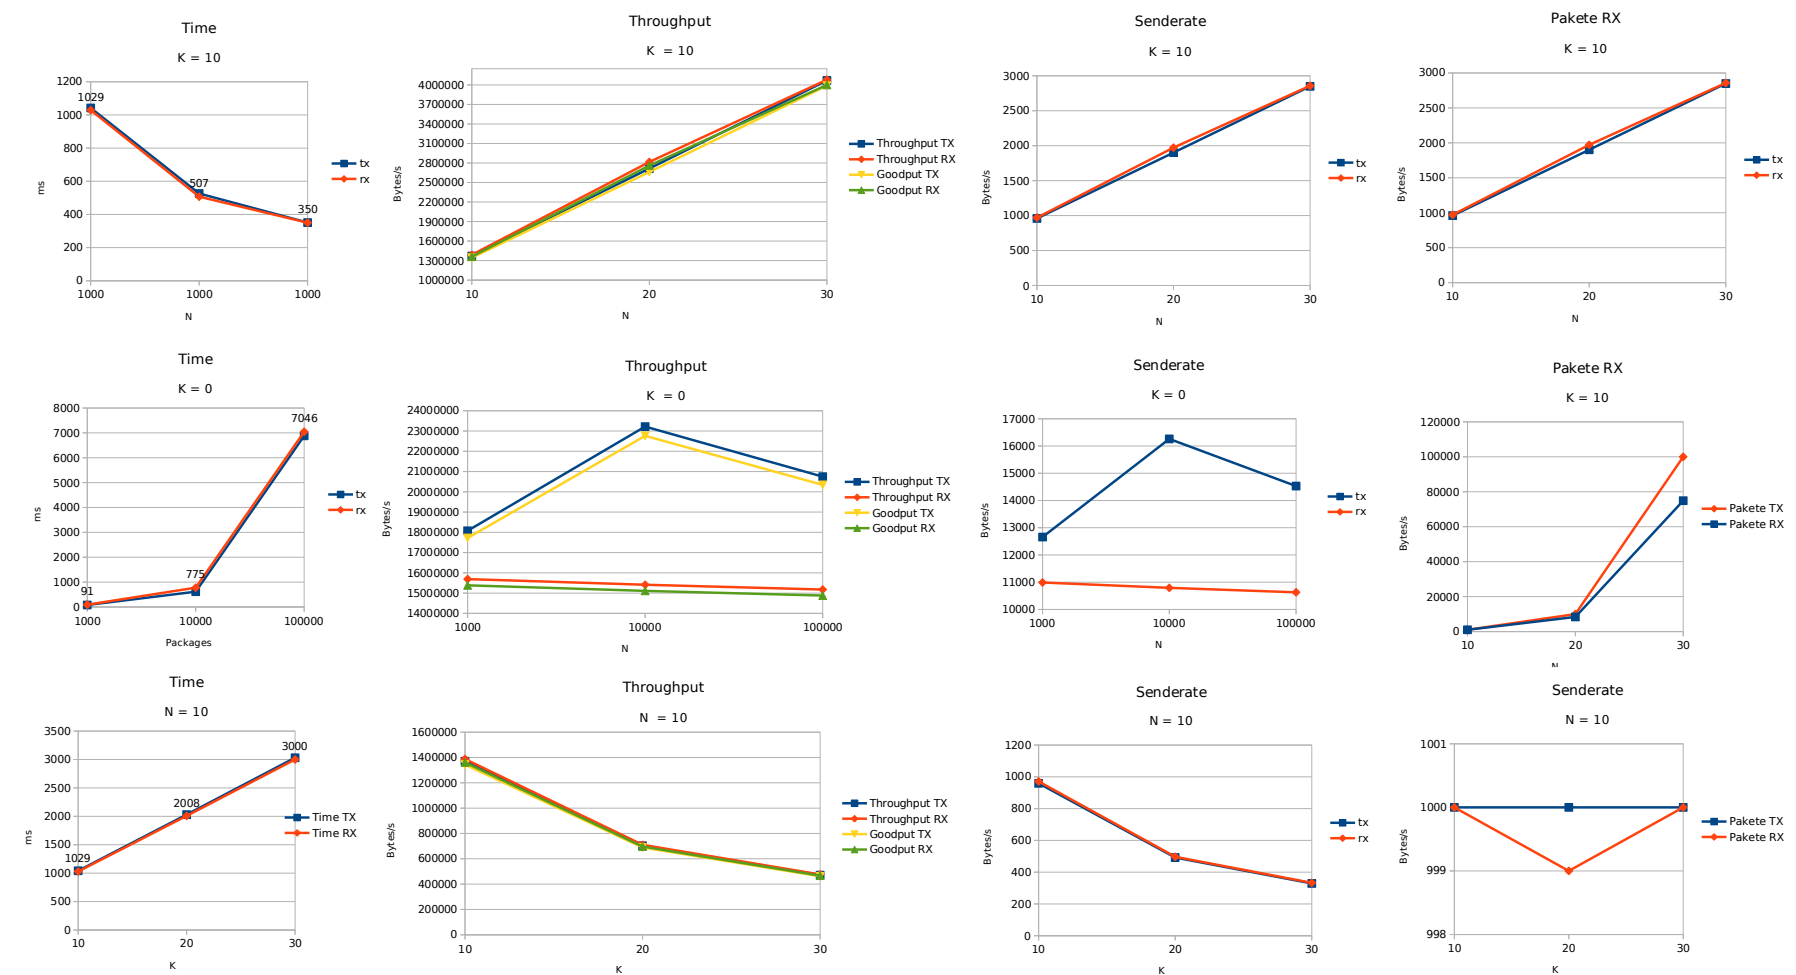 Time
K = 10
1200
1000
800
600
400
200
0
1029
507
350
1000 1000 1000
N
ms
tx
rx
Throughput
K = 10
4000000
3700000
3400000
3100000
2800000
2500000
2200000
1900000
1600000
1300000
1000000
10 20 30
N
Bytes/s
Throughput TX
Throughput RX
Goodput TX
Goodput RX
Senderate
K = 10
3000
2500
2000
1500
1000
500
0
10 20 30
N
Bytes/s
tx
rx
Pakete RX
K = 10
3000
2500
2000
1500
1000
500
0
10 20 30
N
Bytes/s
tx
rx
Time
K = 0
8000
7000
6000
5000
4000
3000
2000
1000
0
91
775
7046
1000 10000 100000
Packages
ms
tx
rx
Throughput
K = 0
24000000
23000000
22000000
21000000
20000000
19000000
18000000
17000000
16000000
15000000
14000000
1000 10000 100000
N
Bytes/s
Throughput TX
Throughput RX
Goodput TX
Goodput RX
Senderate
K = 0
17000
16000
15000
14000
13000
12000
11000
10000
1000 10000 100000
N
Bytes/s
tx
rx
Pakete RX
K = 10
120000
100000
80000
60000
40000
20000
0
10 20 30
N
Bytes/s
Pakete TX
Pakete RX
Time
N = 10
3500
3000
2500
2000
1500
1000
500
0
1029
2008
3000
10 20 30
K
ms
Time TX
Time RX
Throughput
N = 10
1600000
1400000
1200000
1000000
800000
600000
400000
200000
0
10 20 30
K
Bytes/s
Throughput TX
Throughput RX
Goodput TX
Goodput RX
Senderate
N = 10
1200
1000
800
600
400
200
0
10 20 30
K
Bytes/s
tx
rx
Senderate
N = 10
1001
1000
999
998
10 20 30
K
Bytes/s
Pakete TX
Pakete RX